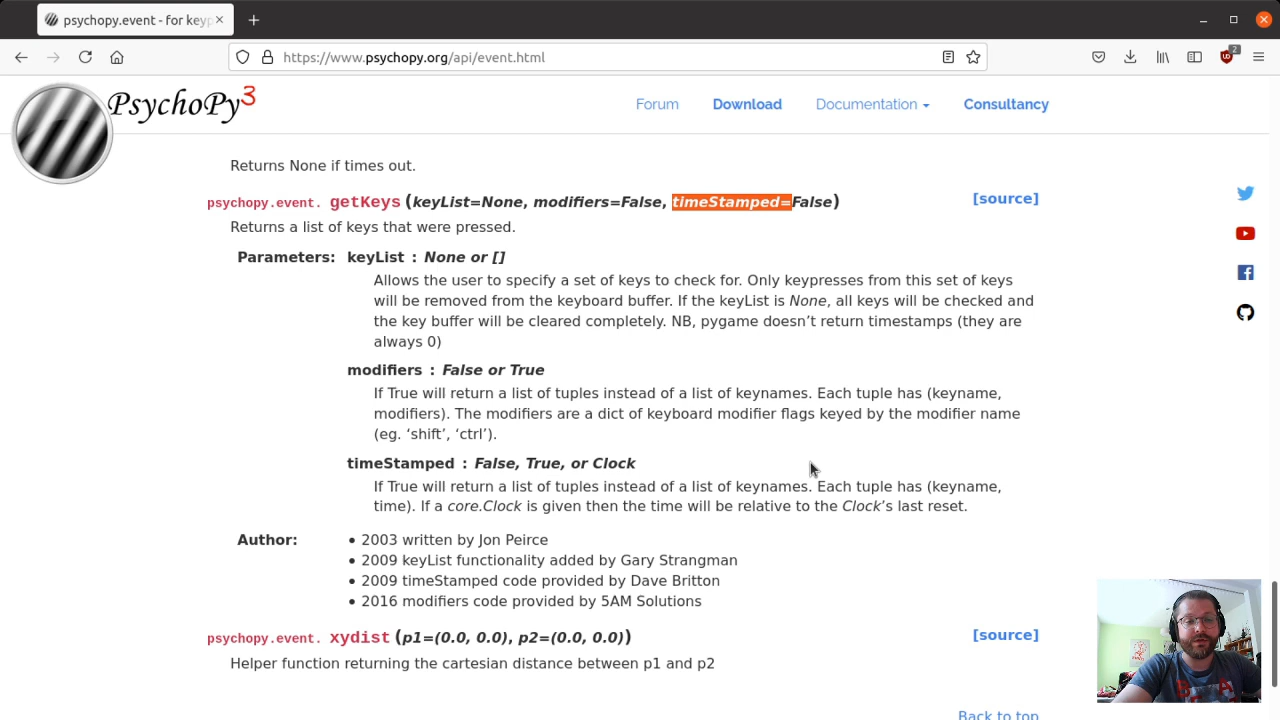 psychopy.event - for keyp
https://www.psychopy.org/api/event.html
2
PsychoPy3
Forum
Download
Documentation
Consultancy
Returns None if times out.
psychopy.event. getKeys (keyList=None, modifiers=False, timeStamped=False)
[source]
Returns a list of keys that were pressed.
Parameters:
keyList : None or []
Allows the user to specify a set of keys to check for. Only keypresses from this set of keys
will be removed from the keyboard buffer. If the keyList is None, all keys will be checked and
the key buffer will be cleared completely. NB, pygame doesn’t return timestamps (they are
always 0)
modifiers : False or True
If True will return a list of tuples instead of a list of keynames. Each tuple has (keyname,
modifiers). The modifiers are a dict of keyboard modifier flags keyed by the modifier name
(eg. ‘shift’, ‘ctrl’).
timeStamped : False, True, or Clock
If True will return a list of tuples instead of a list of keynames. Each tuple has (keyname,
time). If a core.Clock is given then the time will be relative to the Clock’s last reset.
Author:
• 2003 written by Jon Peirce
• 2009 keyList functionality added by Gary Strangman
• 2009 timeStamped code provided by Dave Britton
• 2016 modifiers code provided by 5AM Solutions
psychopy.event. xydist (p1=(0.0, 0.0), p2=(0.0, 0.0))
[source]
Helper function returning the cartesian distance between p1 and p2
Back to top